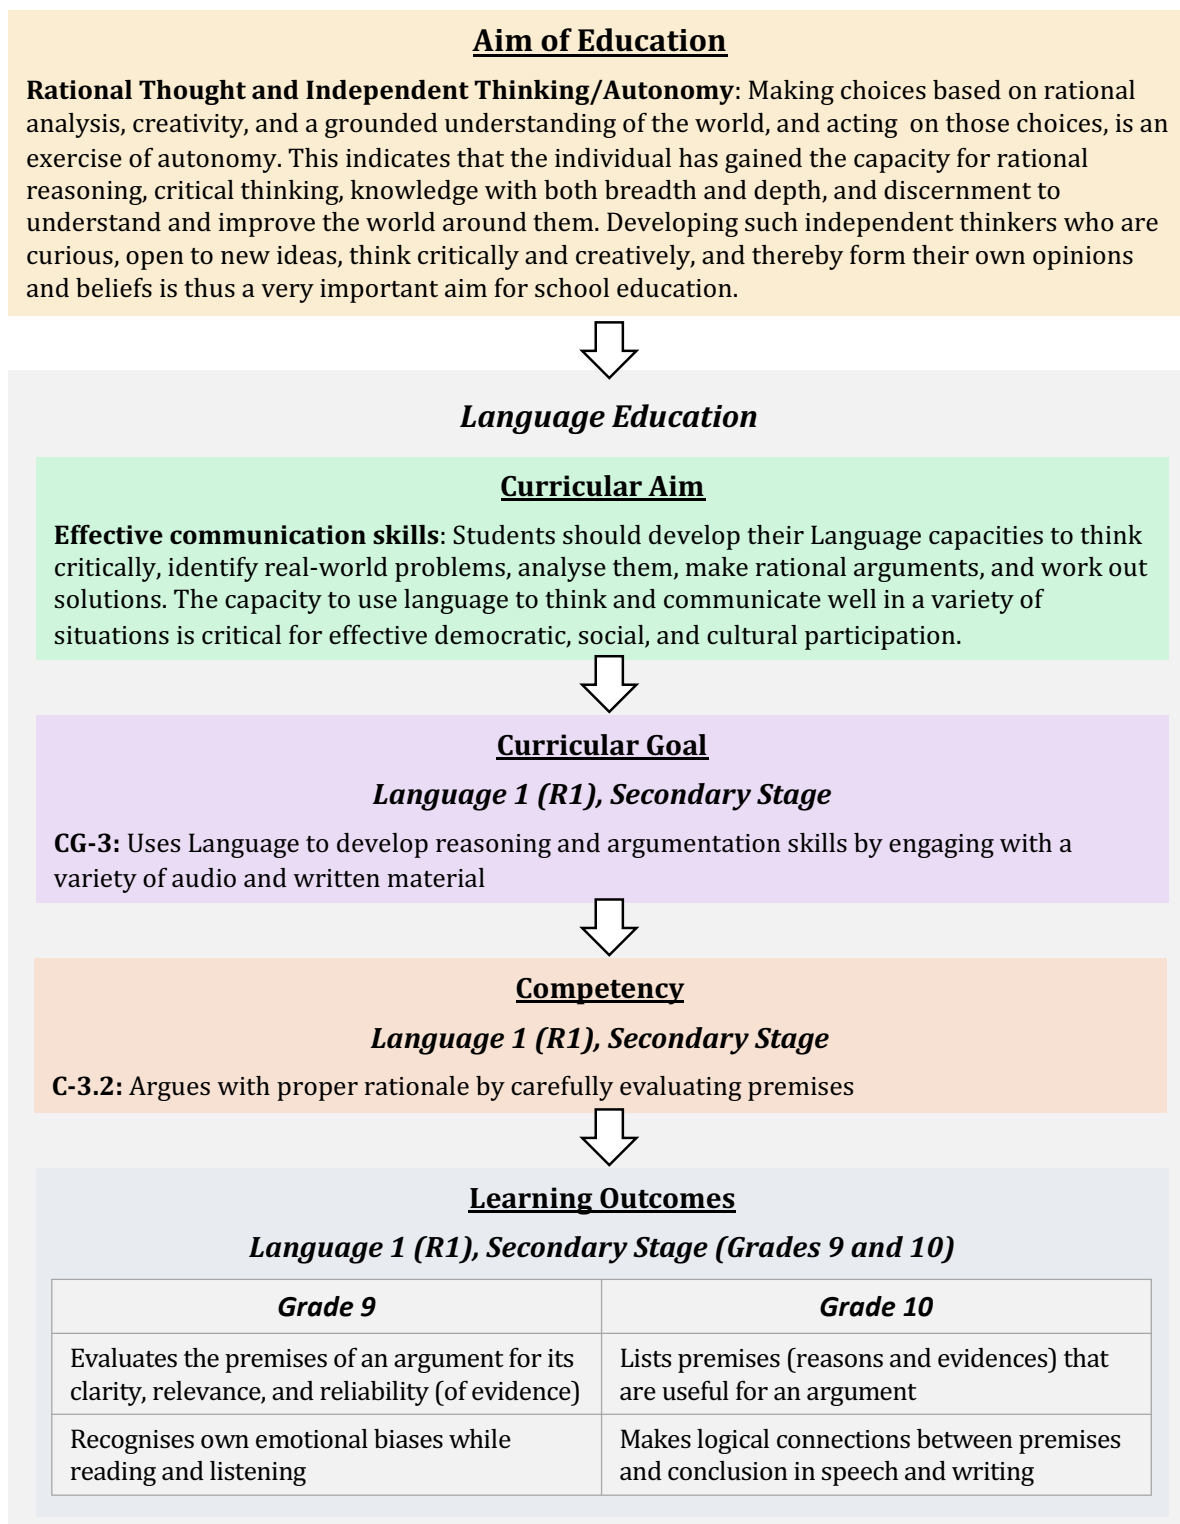 Aim of Education
Rational Thought and Independent Thinking/Autonomy: Making choices based on rational
analysis, creativity, and a grounded understanding of the world, and acting on those choices, is an
exercise of autonomy. This indicates that the individual has gained the capacity for rational
reasoning, critical thinking, knowledge with both breadth and depth, and discernment to
understand and improve the world around them. Developing such independent thinkers who are
curious, open to new ideas, think critically and creatively, and thereby form their own opinions
and beliefs is thus a very important aim for school education.
Language Education
Curricular Aim
Effective communication skills: Students should develop their Language capacities to think
critically, identify real-world problems, analyse them, make rational arguments, and work out
solutions. The capacity to use language to think and communicate well in a variety of
situations is critical for effective democratic, social, and cultural participation.
Curricular Goal
Language 1 (R1), Secondary Stage
CG-3: Uses Language to develop reasoning and argumentation skills by engaging with a
variety of audio and written material
Competency
Language 1 (R1), Secondary Stage
C-3.2: Argues with proper rationale by carefully evaluating premises
Learning Outcomes
Language 1 (R1), Secondary Stage (Grades 9 and 10)
Grade 9
Grade 10
Evaluates the premises of an argument for its
clarity, relevance, and reliability (of evidence)
Lists premises (reasons and evidences) that
are useful for an argument
Recognises own emotional biases while
reading and listening
Makes logical connections between premises
and conclusion in speech and writing